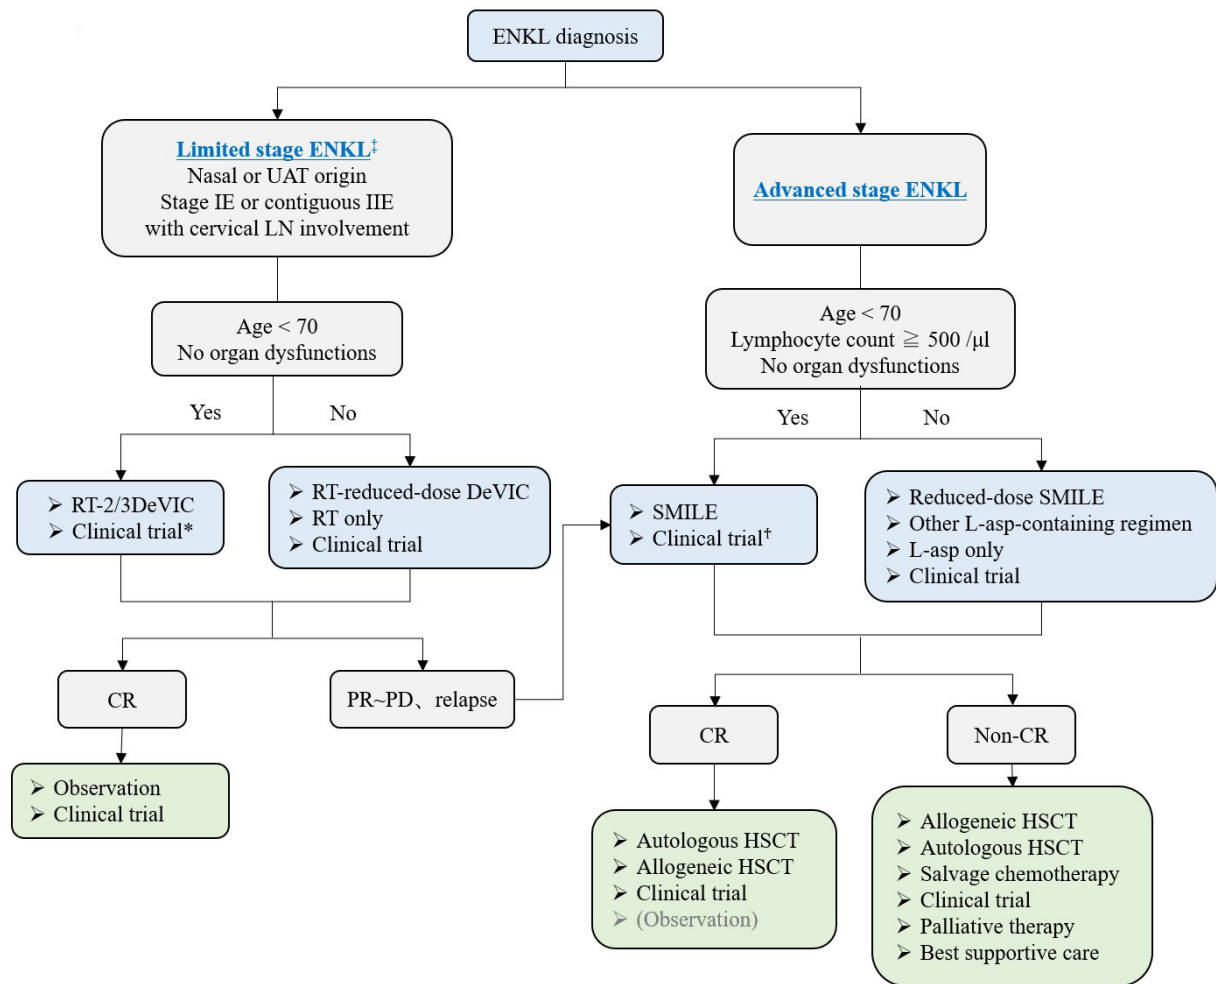 ENKL diagnosis
Limited stage ENKL‡
Nasal or UAT origin
Stage IE or contiguous IIE
with cervical LN involvement
Advanced stage ENKL
Age < 70
No organ dysfunctions
Age < 70
Lymphocyte count ≧ 500 /μl
No organ dysfunctions
Yes
No
Yes
No
➢ RT-2/3DeVIC
➢ Clinical trial*
➢ RT-reduced-dose DeVIC
➢ RT only
➢ Clinical trial
➢ SMILE
➢ Clinical trial†
➢ Reduced-dose SMILE
➢ Other L-asp-containing regimen
➢ L-asp only
➢ Clinical trial
CR
PR~PD、relapse
CR
Non-CR
➢ Observation
➢ Clinical trial
➢ Autologous HSCT
➢ Allogeneic HSCT
➢ Clinical trial
➢ (Observation)
➢ Allogeneic HSCT
➢ Autologous HSCT
➢ Salvage chemotherapy
➢ Clinical trial
➢ Palliative therapy
➢ Best supportive care